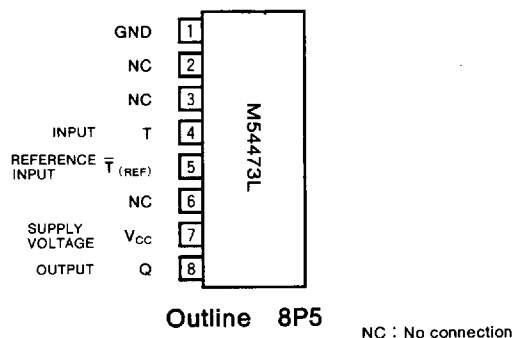 GND 1
NC 2
NC 3
INPUT T 4
REFERENCE INPUT T̅ (REF) 5
NC 6
SUPPLY VOLTAGE VCC 7
OUTPUT Q 8
M54473L
Outline 8P5
NC : No connection